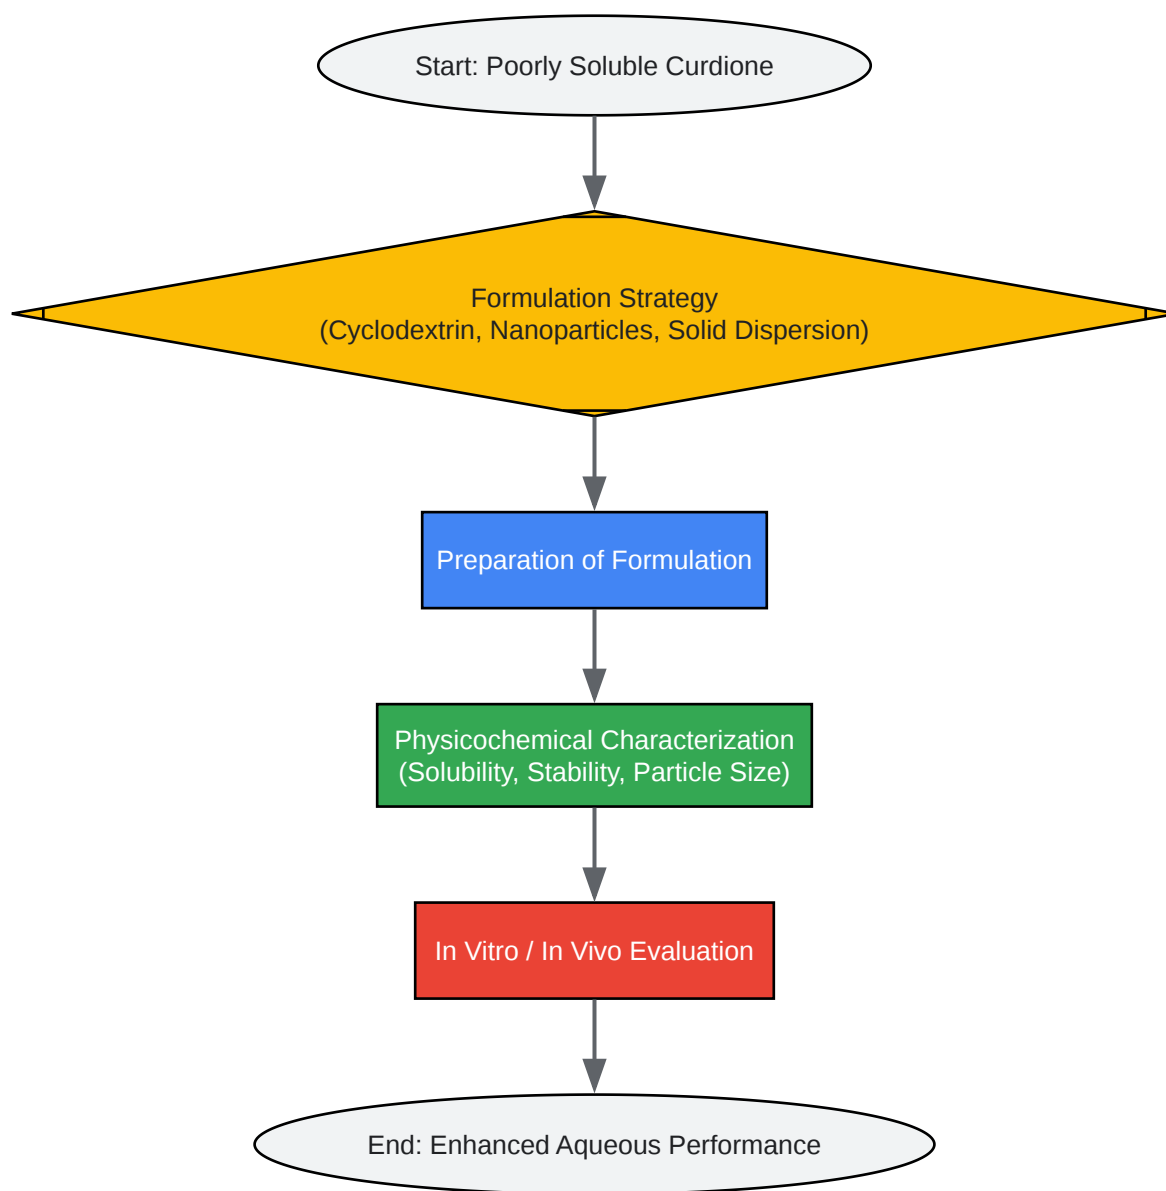 Start: Poorly Soluble Curdione
Formulation Strategy
(Cyclodextrin, Nanoparticles, Solid Dispersion)
Preparation of Formulation
Physicochemical Characterization
(Solubility, Stability, Particle Size)
In Vitro / In Vivo Evaluation
End: Enhanced Aqueous Performance